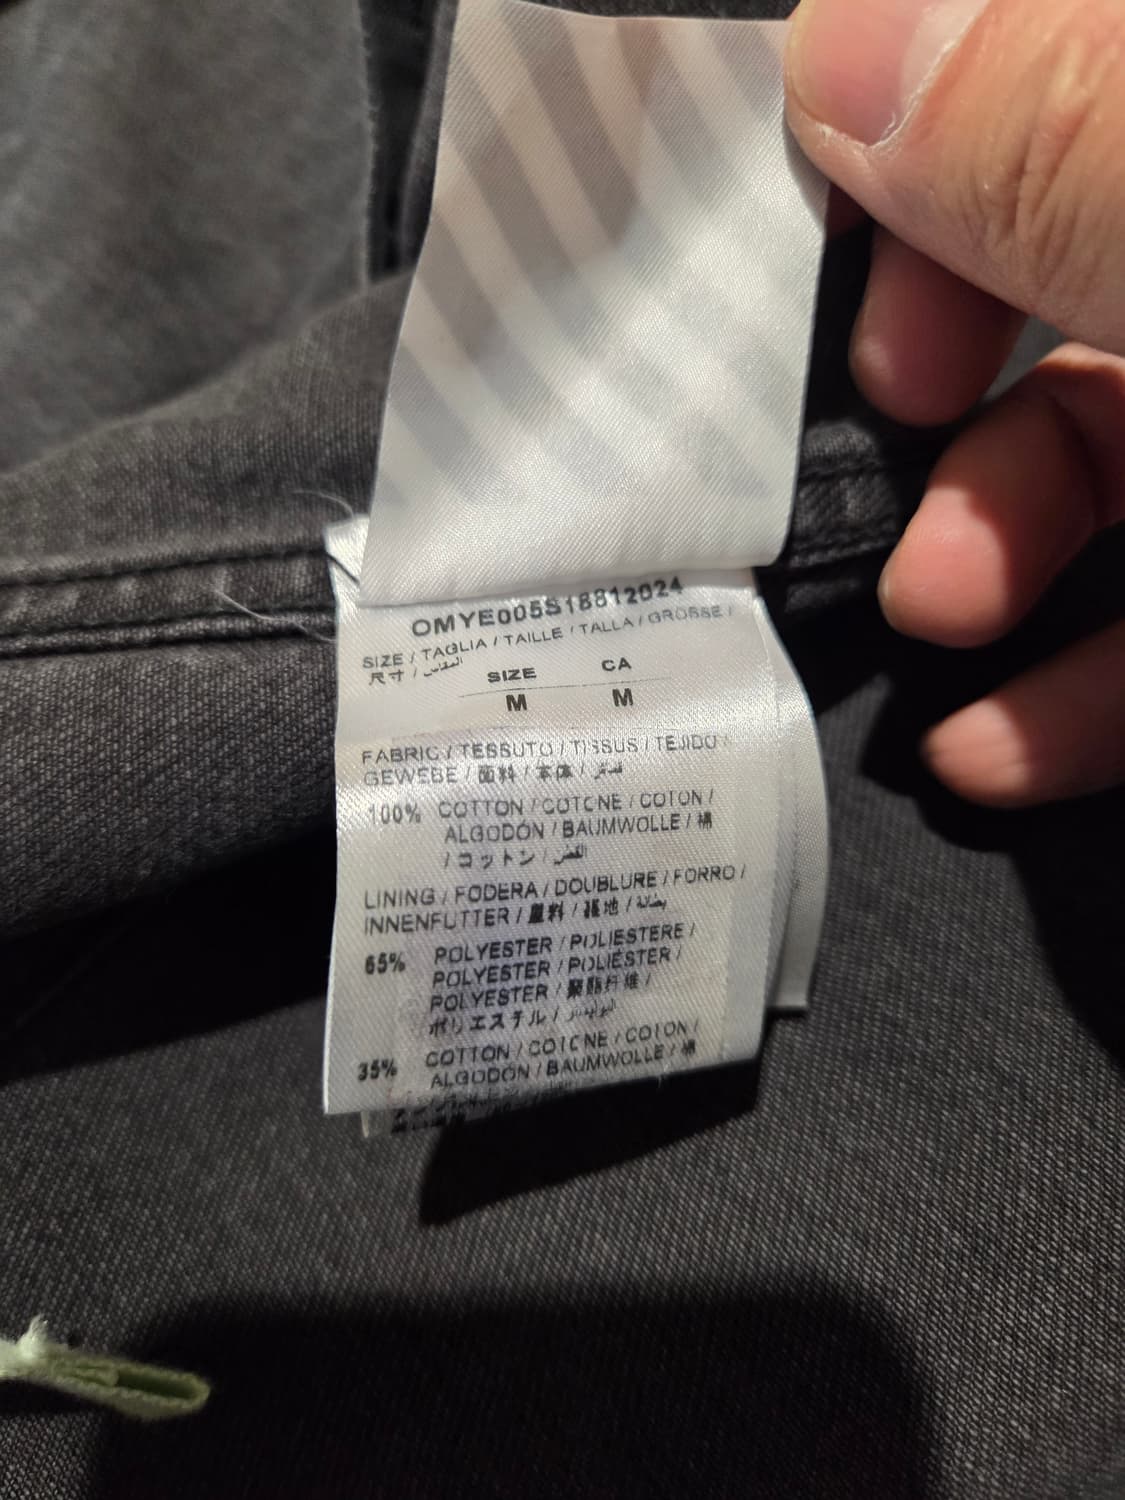 OMYE005S18812024
SIZE / TAGLIA / TAILLE / TALLA / GRÖSSE /
尺寸 / المقاس
SIZE CA
M M
FABRIC / TESSUTO / TISSUS / TEJIDO /
GEWEBE / 面料 / 本体 / قماش
100% COTTON / COTONE / COTON /
ALGODÓN / BAUMWOLLE / 棉
/ コットン / القطن
LINING / FODERA / DOUBLURE / FORRO /
INNENFUTTER / 里料 / 裏地 / بطانة
65% POLYESTER / POLIESTERE /
POLYESTER / POLIÉSTER /
POLYESTER / 聚酯纤维 /
ポリエステル / البوليستر
35% COTTON / COTONE / COTON /
ALGODÓN / BAUMWOLLE / 棉